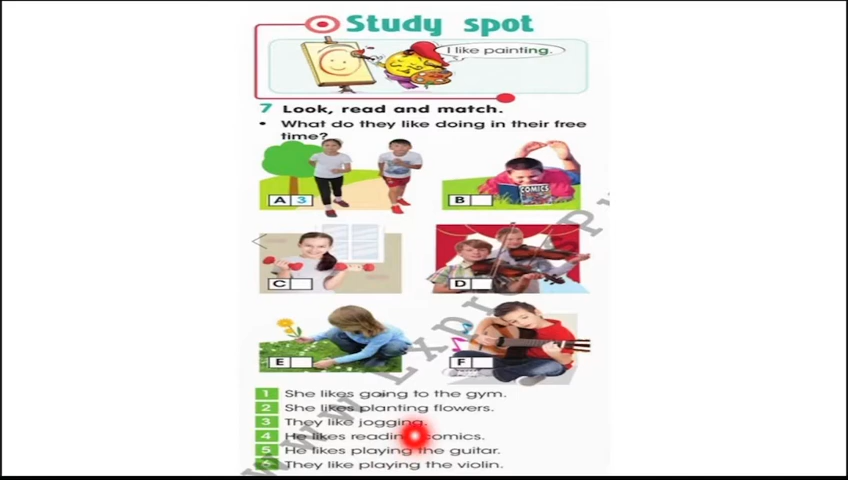 Study spot
I like painting.
7 Look, read and match.
• What do they like doing in their free
time?
A 3
B
COMICS
C
D
E
F
1 She likes going to the gym.
2 She likes planting flowers.
3 They like jogging.
4 He likes reading comics.
5 He likes playing the guitar.
6 They like playing the violin.